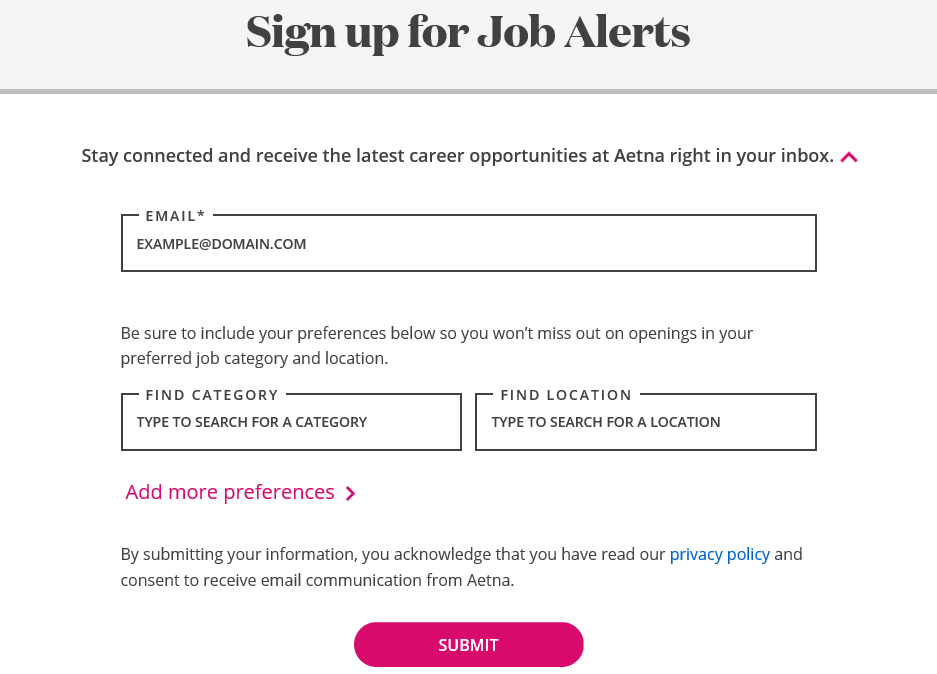 Sign up for Job Alerts
Stay connected and receive the latest career opportunities at Aetna right in your inbox.
EMAIL*
EXAMPLE@DOMAIN.COM
Be sure to include your preferences below so you won’t miss out on openings in your
preferred job category and location.
FIND CATEGORY
TYPE TO SEARCH FOR A CATEGORY
FIND LOCATION
TYPE TO SEARCH FOR A LOCATION
Add more preferences
By submitting your information, you acknowledge that you have read our privacy policy and
consent to receive email communication from Aetna.
SUBMIT